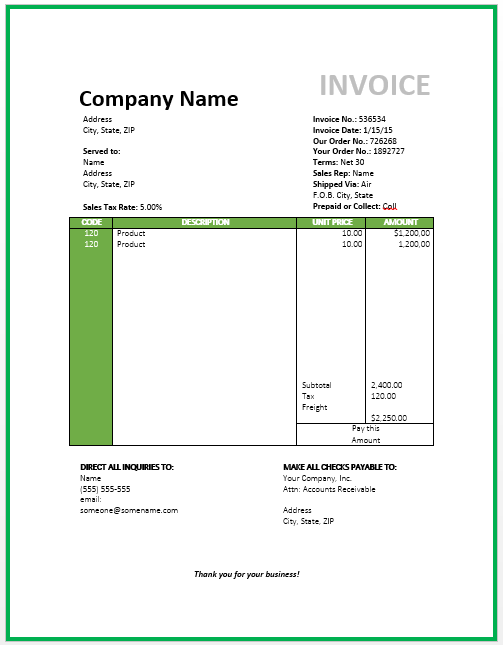 INVOICE
Company Name
Address
City, State, ZIP
Served to:
Name
Address
City, State, ZIP
Sales Tax Rate: 5.00%
Invoice No.: 536534
Invoice Date: 1/15/15
Our Order No.: 726268
Your Order No.: 1892727
Terms: Net 30
Sales Rep: Name
Shipped Via: Air
F.O.B. City, State
Prepaid or Collect: Coll
CODE DESCRIPTION UNIT PRICE AMOUNT
120 Product 10.00 $1,200,00
120 Product 10.00 1,200,00
Subtotal 2,400.00
Tax 120.00
Freight
$2,250.00
Pay this
Amount
DIRECT ALL INQUIRIES TO:
Name
(555) 555-555
email:
someone@somename.com
MAKE ALL CHECKS PAYABLE TO:
Your Company, Inc.
Attn: Accounts Receivable
Address
City, State, ZIP
Thank you for your business!